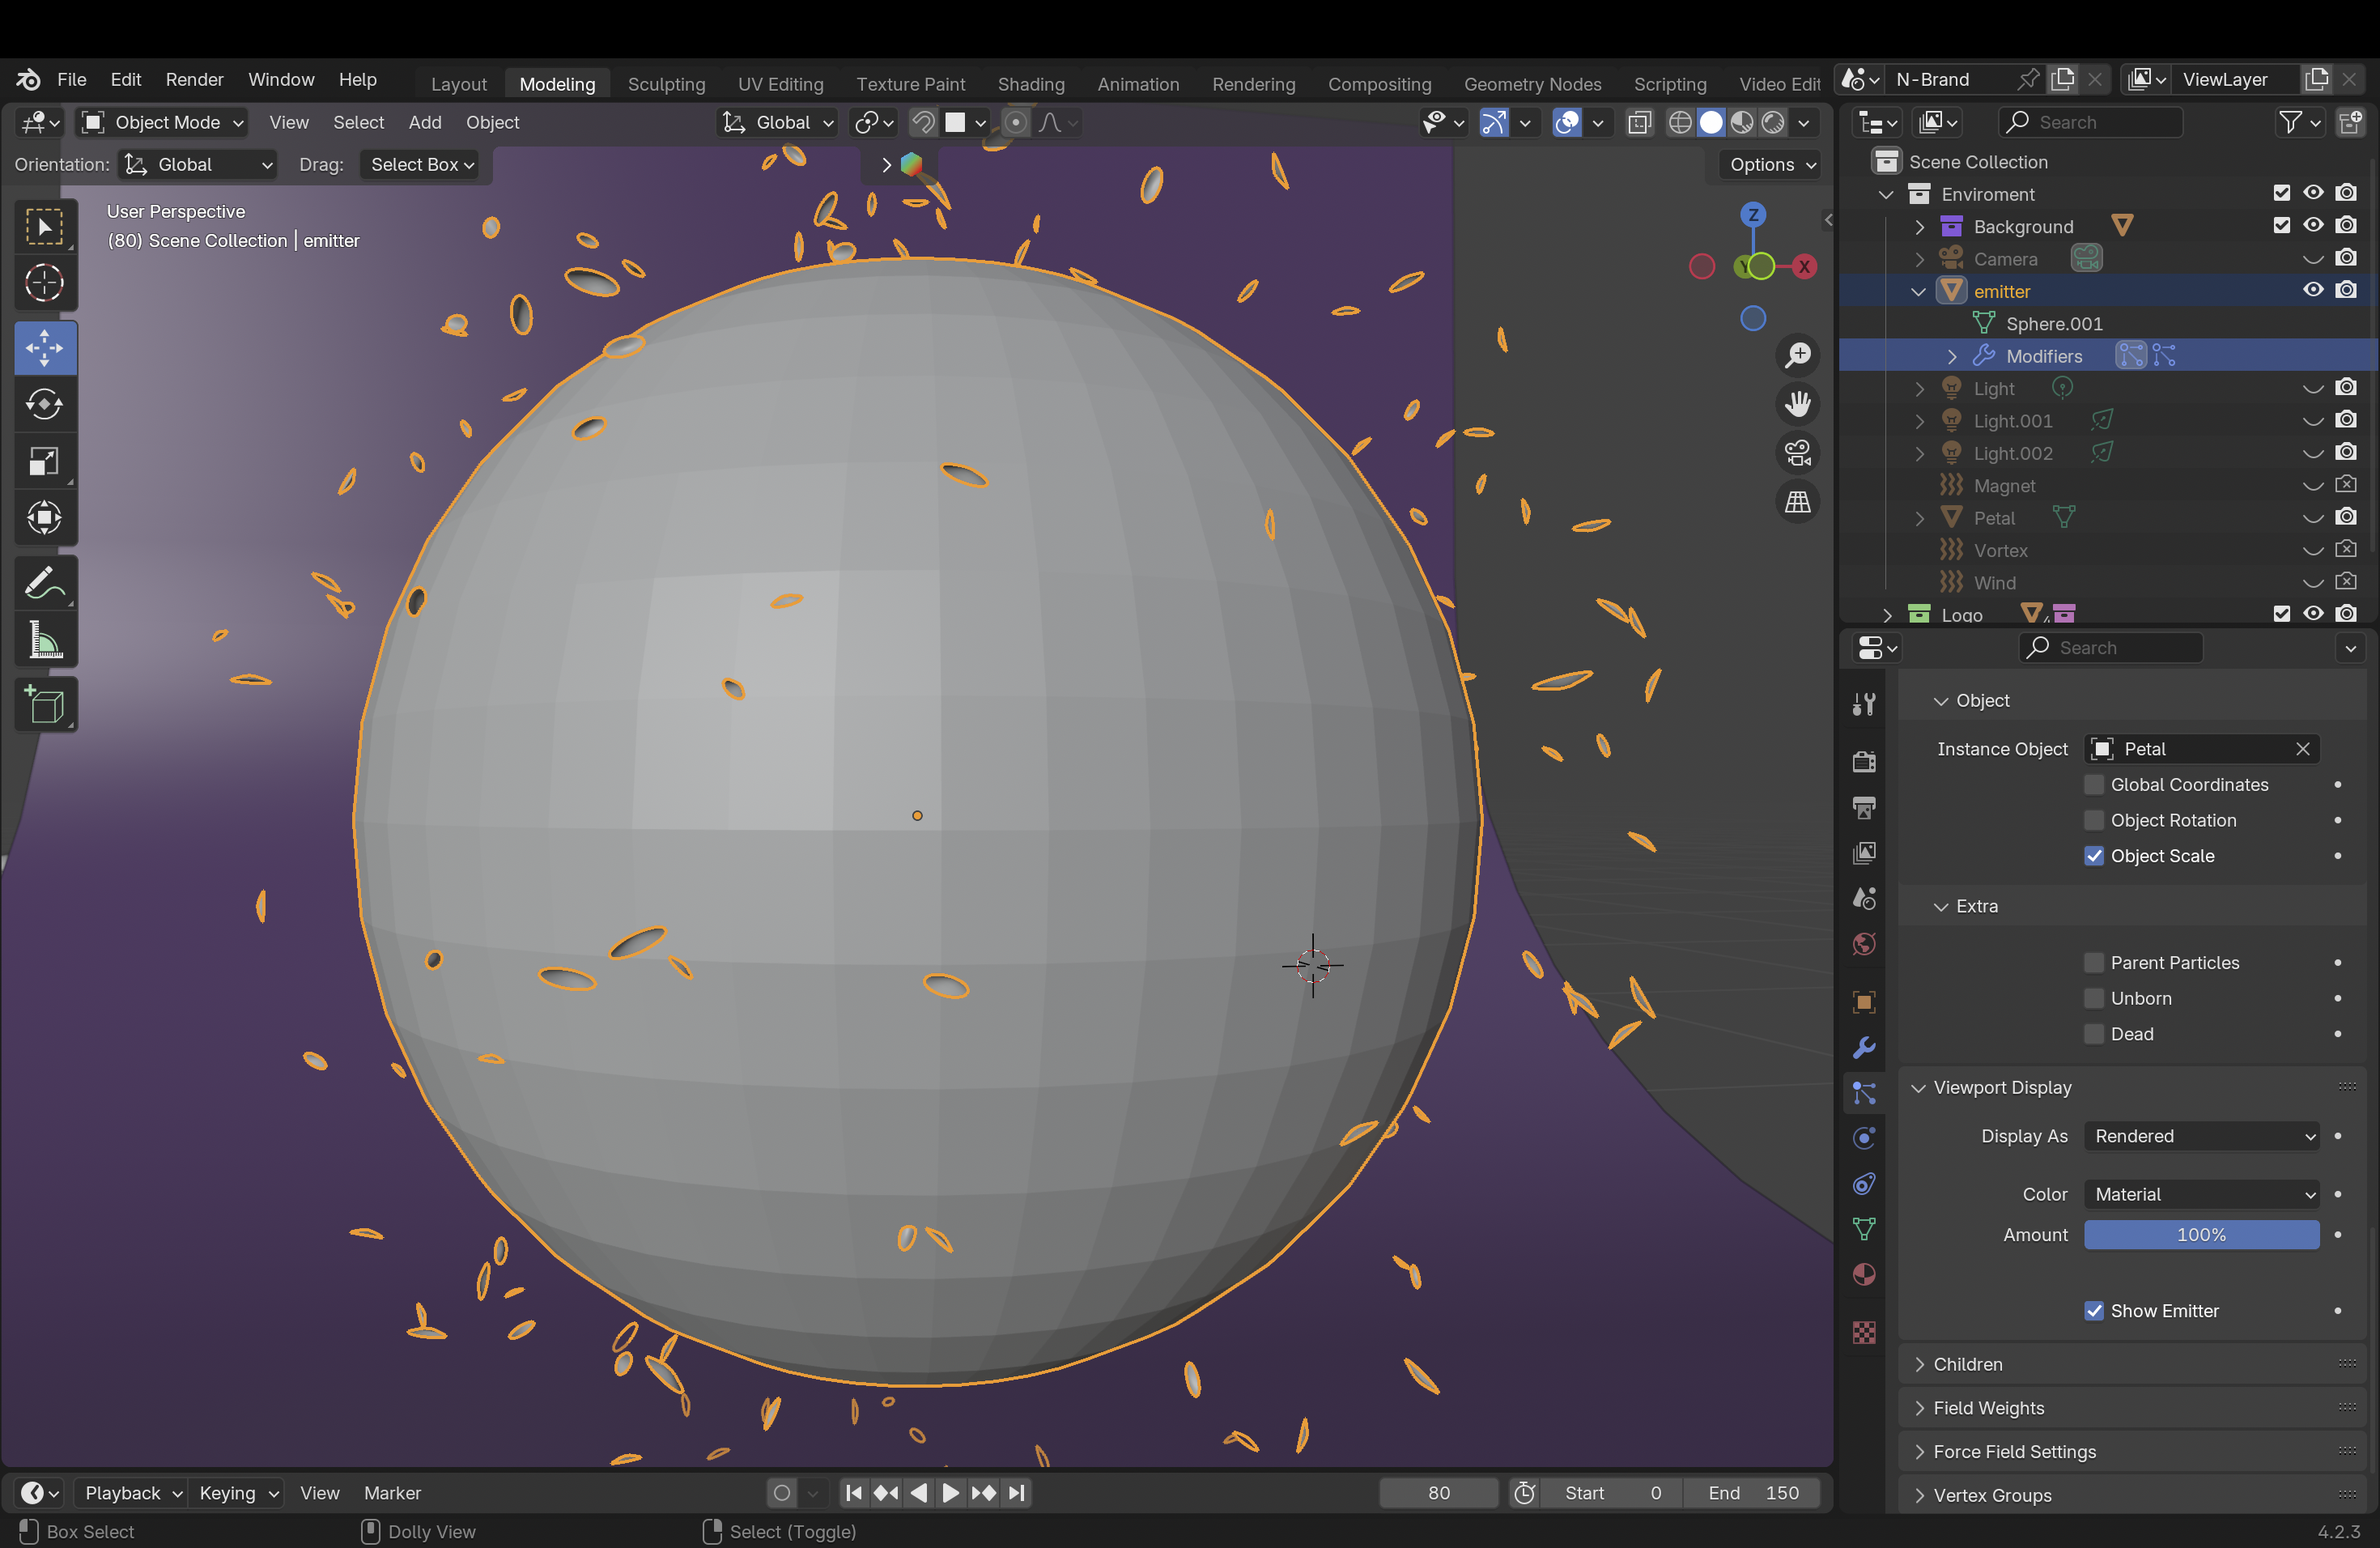 File Edit Render Window Help Layout Modeling Sculpting UV Editing Texture Paint Shading Animation Rendering Compositing Geometry Nodes Scripting Video Edit N-Brand ViewLayer
Object Mode View Select Add Object Global Search
Orientation: Global Drag: Select Box Options
User Perspective
(80) Scene Collection | emitter
Z
Y
X
Scene Collection
Enviroment
Background
Camera
emitter
Sphere.001
Modifiers
Light
Light.001
Light.002
Magnet
Petal
Vortex
Wind
Logo
Search
Object
Instance Object Petal
Global Coordinates
Object Rotation
Object Scale
Extra
Parent Particles
Unborn
Dead
Viewport Display
Display As Rendered
Color Material
Amount 100%
Show Emitter
Children
Field Weights
Force Field Settings
Vertex Groups
Playback Keying View Marker 80 Start 0 End 150
Box Select Dolly View Select (Toggle) 4.2.3